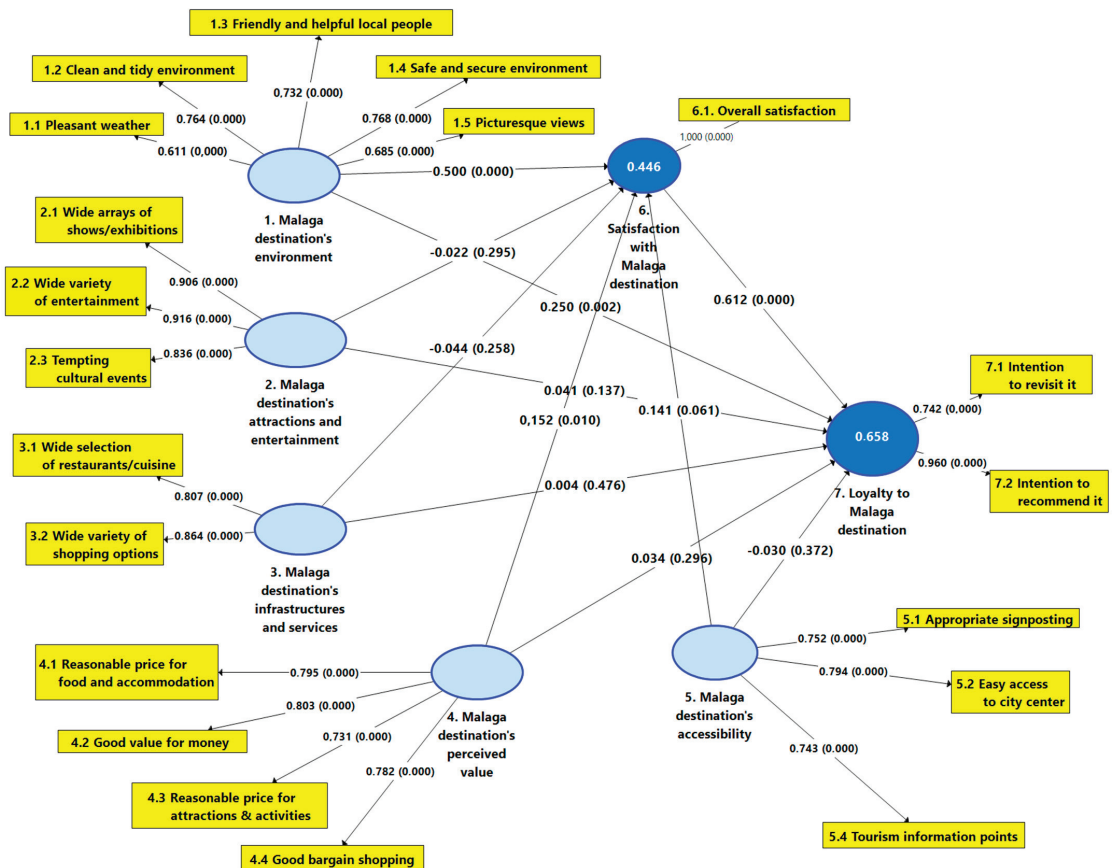 1.3 Friendly and helpful local people
1.2 Clean and tidy environment
1.4 Safe and secure environment
1.1 Pleasant weather
1.5 Picturesque views
6.1. Overall satisfaction
0,732 (0.000)
0.764 (0.000)
0.768 (0.000)
0.611 (0,000)
0.685 (0.000)
1.000 (0.000)
0.500 (0.000)
0.446
1. Malaga
destination's
environment
6.
Satisfaction
with
Malaga
destination
2.1 Wide arrays of
shows/exhibitions
2.2 Wide variety
of entertainment
2.3 Tempting
cultural events
0.906 (0.000)
0.916 (0.000)
0.836 (0.000)
-0.022 (0.295)
0.250 (0.002)
0.612 (0.000)
-0.044 (0.258)
2. Malaga
destination's
attractions and
entertainment
0.041 (0.137)
0.141 (0.061)
0,152 (0.010)
7.1 Intention
to revisit it
0.742 (0,000)
0.658
0.960 (0.000)
7.2 Intention to
recommend it
7. Loyalty to
Malaga
destination
3.1 Wide selection
of restaurants/cuisine
0.807 (0.000)
3.2 Wide variety of
shopping options
0.864 (0.000)
0.004 (0.476)
3. Malaga
destination's
infrastructures
and services
0.034 (0.296)
-0.030 (0.372)
4.1 Reasonable price for
food and accommodation
0.795 (0.000)
0.803 (0.000)
4.2 Good value for money
0.731 (0.000)
0.782 (0.000)
4. Malaga
destination's
perceived
value
4.3 Reasonable price for
attractions & activities
4.4 Good bargain shopping
5. Malaga
destination's
accessibility
0.752 (0.000)
5.1 Appropriate signposting
0.794 (0.000)
5.2 Easy access
to city center
0.743 (0.000)
5.4 Tourism information points